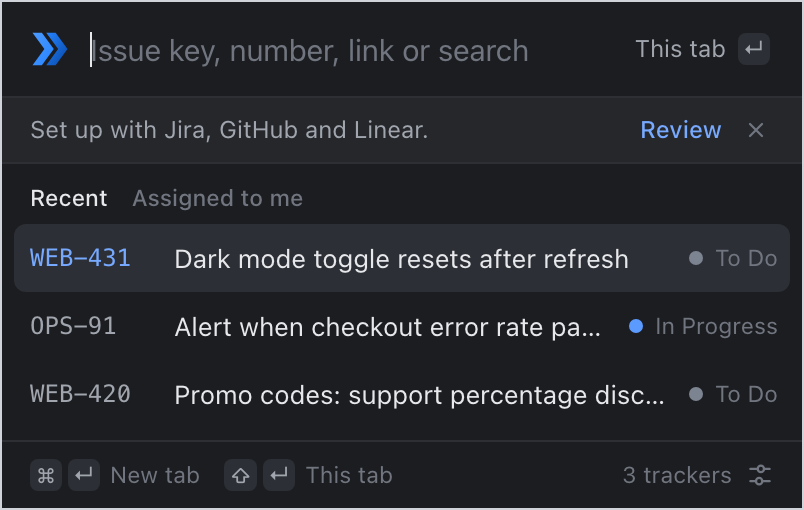 Issue key, number, link or search
This tab
Set up with Jira, GitHub and Linear.
Review
Recent Assigned to me
WEB-431 Dark mode toggle resets after refresh To Do
OPS-91 Alert when checkout error rate pa... In Progress
WEB-420 Promo codes: support percentage disc... To Do
⌘ New tab This tab 3 trackers